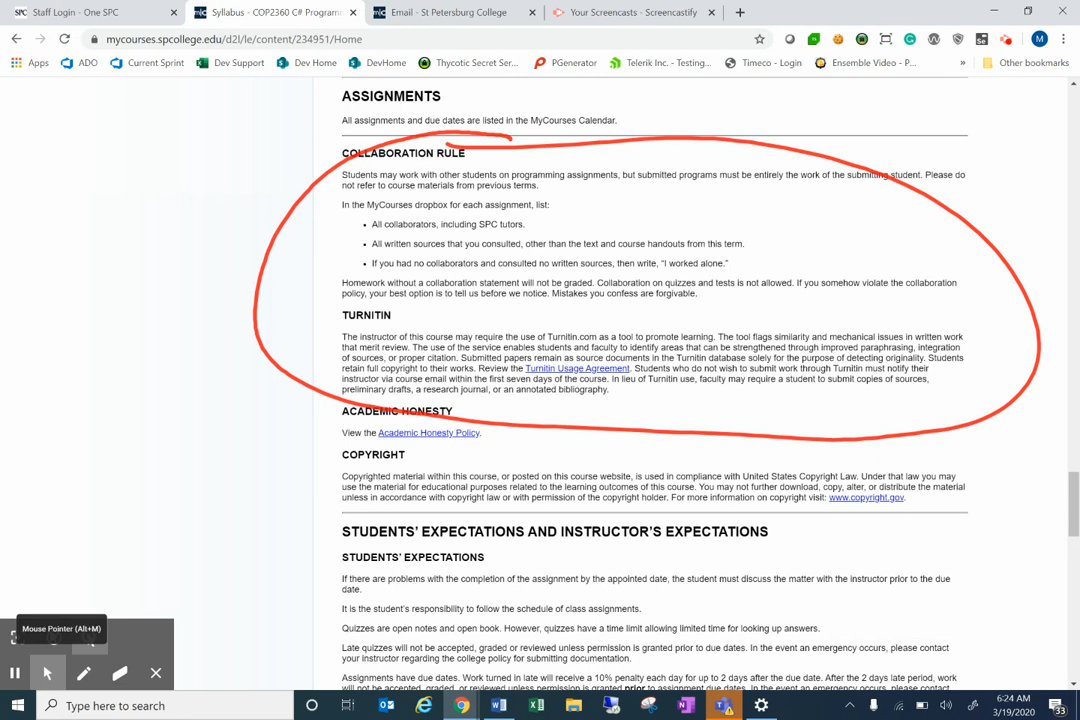 Staff Login - One SPC
Syllabus - COP2360 C# Programm
Email - St Petersburg College
Your Screencasts - Screencastify
mycourses.spcollege.edu/d2l/le/content/234951/Home
M
Apps
ADO
Current Sprint
Dev Support
Dev Home
DevHome
Thycotic Secret Ser...
PGenerator
Telerik Inc. - Testing...
Timeco - Login
Ensemble Video - P...
»
Other bookmarks
ASSIGNMENTS
All assignments and due dates are listed in the MyCourses Calendar.
COLLABORATION RULE
Students may work with other students on programming assignments, but submitted programs must be entirely the work of the submitting student. Please do
not refer to course materials from previous terms.
In the MyCourses dropbox for each assignment, list:
• All collaborators, including SPC tutors.
• All written sources that you consulted, other than the text and course handouts from this term.
• If you had no collaborators and consulted no written sources, then write, “I worked alone.”
Homework without a collaboration statement will not be graded. Collaboration on quizzes and tests is not allowed. If you somehow violate the collaboration
policy, your best option is to tell us before we notice. Mistakes you confess are forgivable.
TURNITIN
The instructor of this course may require the use of Turnitin.com as a tool to promote learning. The tool flags similarity and mechanical issues in written work
that merit review. The use of the service enables students and faculty to identify areas that can be strengthened through improved paraphrasing, integration
of sources, or proper citation. Submitted papers remain as source documents in the Turnitin database solely for the purpose of detecting originality. Students
retain full copyright to their works. Review the Turnitin Usage Agreement. Students who do not wish to submit work through Turnitin must notify their
instructor via course email within the first seven days of the course. In lieu of Turnitin use, faculty may require a student to submit copies of sources,
preliminary drafts, a research journal, or an annotated bibliography.
ACADEMIC HONESTY
View the Academic Honesty Policy.
COPYRIGHT
Copyrighted material within this course, or posted on this course website, is used in compliance with United States Copyright Law. Under that law you may
use the material for educational purposes related to the learning outcomes of this course. You may not further download, copy, alter, or distribute the material
unless in accordance with copyright law or with permission of the copyright holder. For more information on copyright visit: www.copyright.gov.
STUDENTS’ EXPECTATIONS AND INSTRUCTOR’S EXPECTATIONS
STUDENTS’ EXPECTATIONS
If there are problems with the completion of the assignment by the appointed date, the student must discuss the matter with the instructor prior to the due
date.
It is the student’s responsibility to follow the schedule of class assignments.
Quizzes are open notes and open book. However, quizzes have a time limit allowing limited time for looking up answers.
Late quizzes will not be accepted, graded or reviewed unless permission is granted prior to due dates. In the event an emergency occurs, please contact
your instructor regarding the college policy for submitting documentation.
Assignments have due dates. Work turned in late will receive a 10% penalty each day for up to 2 days after the due date. After the 2 days late period, work
will not be accepted, graded, or reviewed unless permission is granted prior to assignment due dates. In the event an emergency occurs, please contact
Mouse Pointer (Alt+M)
Type here to search
6:24 AM
3/19/2020
33